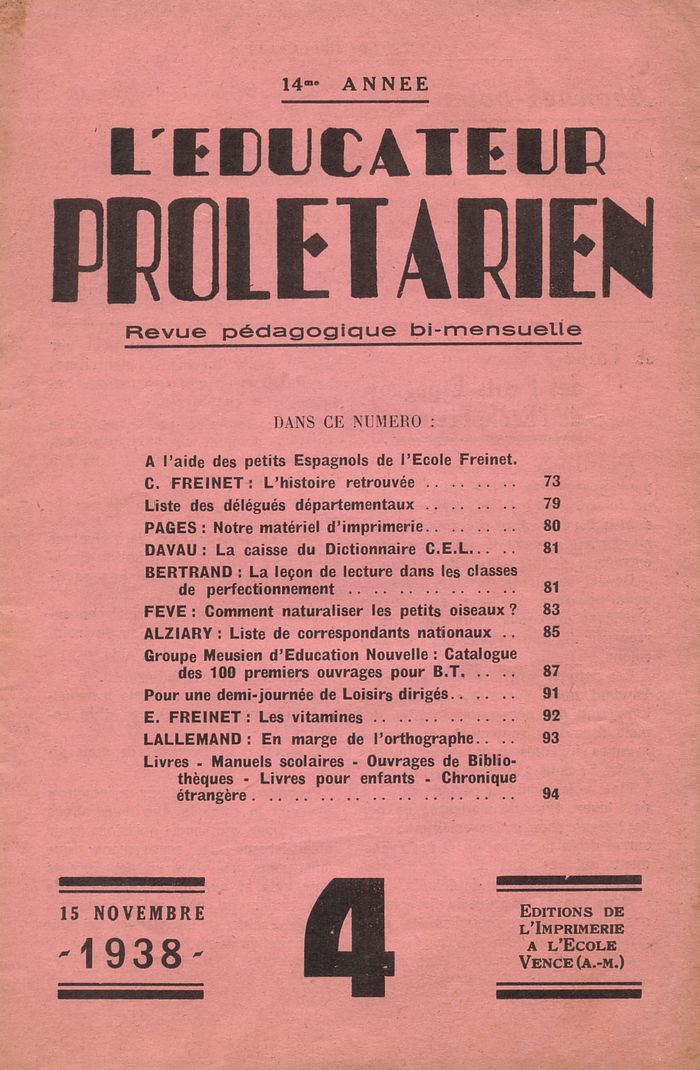 14me ANNEE
L'EDUCATEUR
PROLETARIEN
Revue pédagogique bi-mensuelle
DANS CE NUMERO :
A l'aide des petits Espagnols de l'Ecole Freinet.
C. FREINET : L'histoire retrouvée . . . . . . . . 73
Liste des délégués départementaux . . . . . . . . 79
PAGES : Notre matériel d'imprimerie. . . . . . . . 80
DAVAU : La caisse du Dictionnaire C.E.L. . . . . 81
BERTRAND : La leçon de lecture dans les classes
de perfectionnement . . . . . . . . . . . . 81
FEVE : Comment naturaliser les petits oiseaux ? 83
ALZIARY : Liste de correspondants nationaux . . 85
Groupe Meusien d'Education Nouvelle : Catalogue
des 100 premiers ouvrages pour B.T. . . . . 87
Pour une demi-journée de Loisirs dirigés. . . . . 91
E. FREINET : Les vitamines . . . . . . . . . . . . 92
LALLEMAND : En marge de l'orthographe. . . . 93
Livres - Manuels scolaires - Ouvrages de Biblio-
thèques - Livres pour enfants - Chronique
étrangère . . . . . . . . . . . . . . . . . . 94
15 NOVEMBRE
-1938-
4
EDITIONS DE
L'IMPRIMERIE
A L'ECOLE
VENCE (A.-M.)